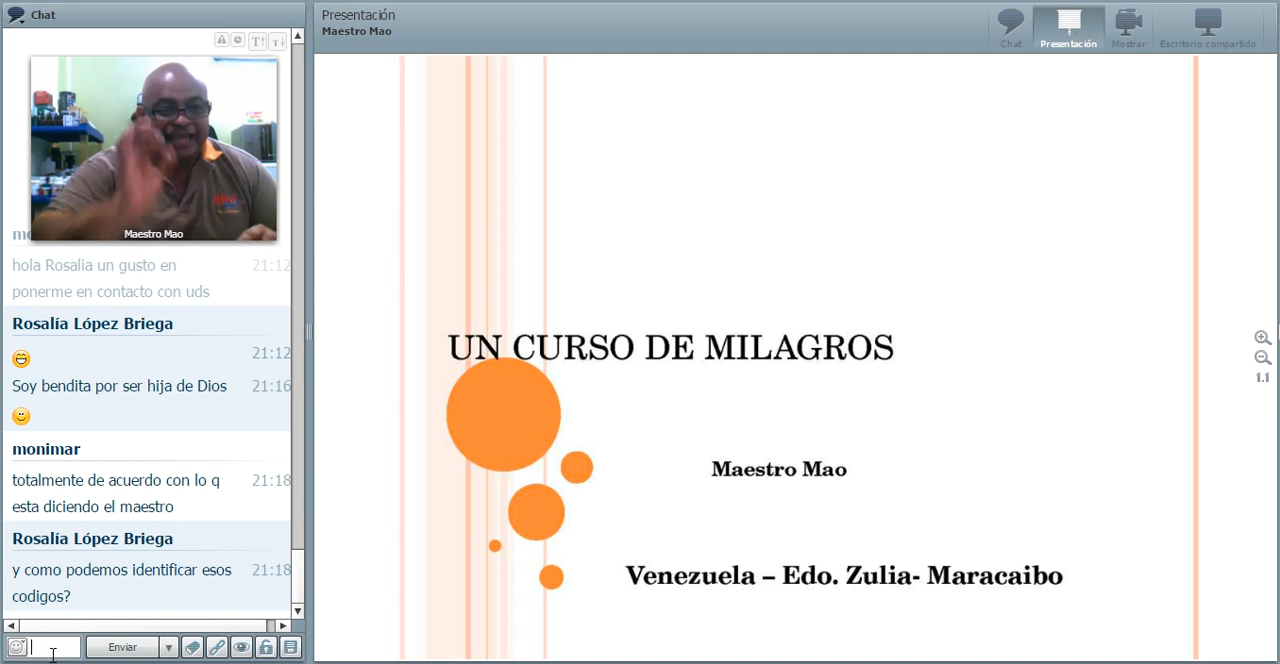 Chat
Maestro Mao
hola Rosalia un gusto en
21:12
ponerme en contacto con uds
Rosalía López Briega
21:12
Soy bendita por ser hija de Dios
21:16
monimar
totalmente de acuerdo con lo q
21:18
esta diciendo el maestro
Rosalía López Briega
y como podemos identificar esos
21:18
codigos?
Enviar
Presentación
Maestro Mao
Chat
Presentación
Mostrar
Escritorio compartido
UN CURSO DE MILAGROS
Maestro Mao
Venezuela – Edo. Zulia- Maracaibo
1.1